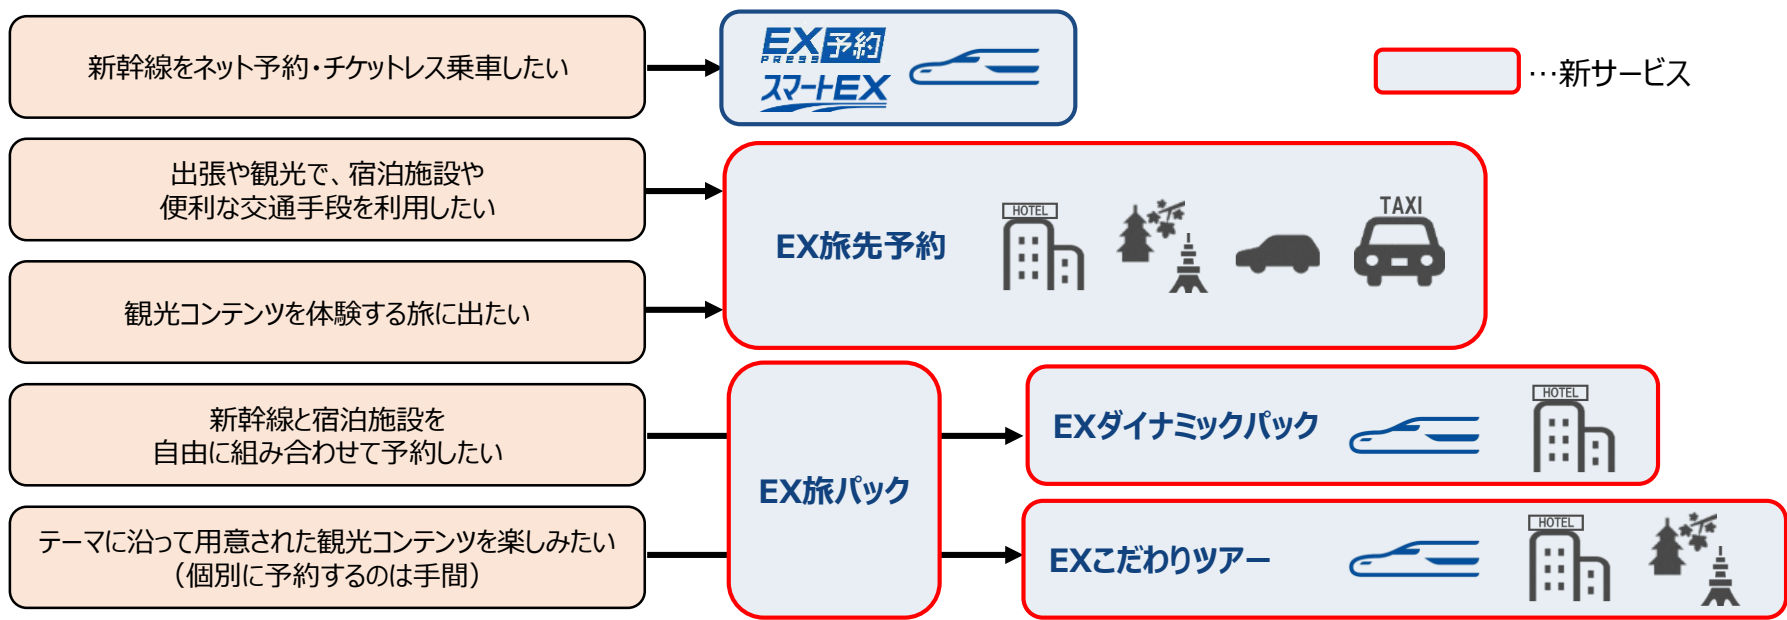 新幹線をネット予約・チケットレス乗車したい
EX予約
PRESS
スマートEX
…新サービス
出張や観光で、宿泊施設や
便利な交通手段を利用したい
観光コンテンツを体験する旅に出たい
EX旅先予約
HOTEL
TAXI
新幹線と宿泊施設を
自由に組み合わせて予約したい
テーマに沿って用意された観光コンテンツを楽しみたい
（個別に予約するのは手間）
EX旅パック
EXダイナミックパック
HOTEL
EXこだわりツアー
HOTEL